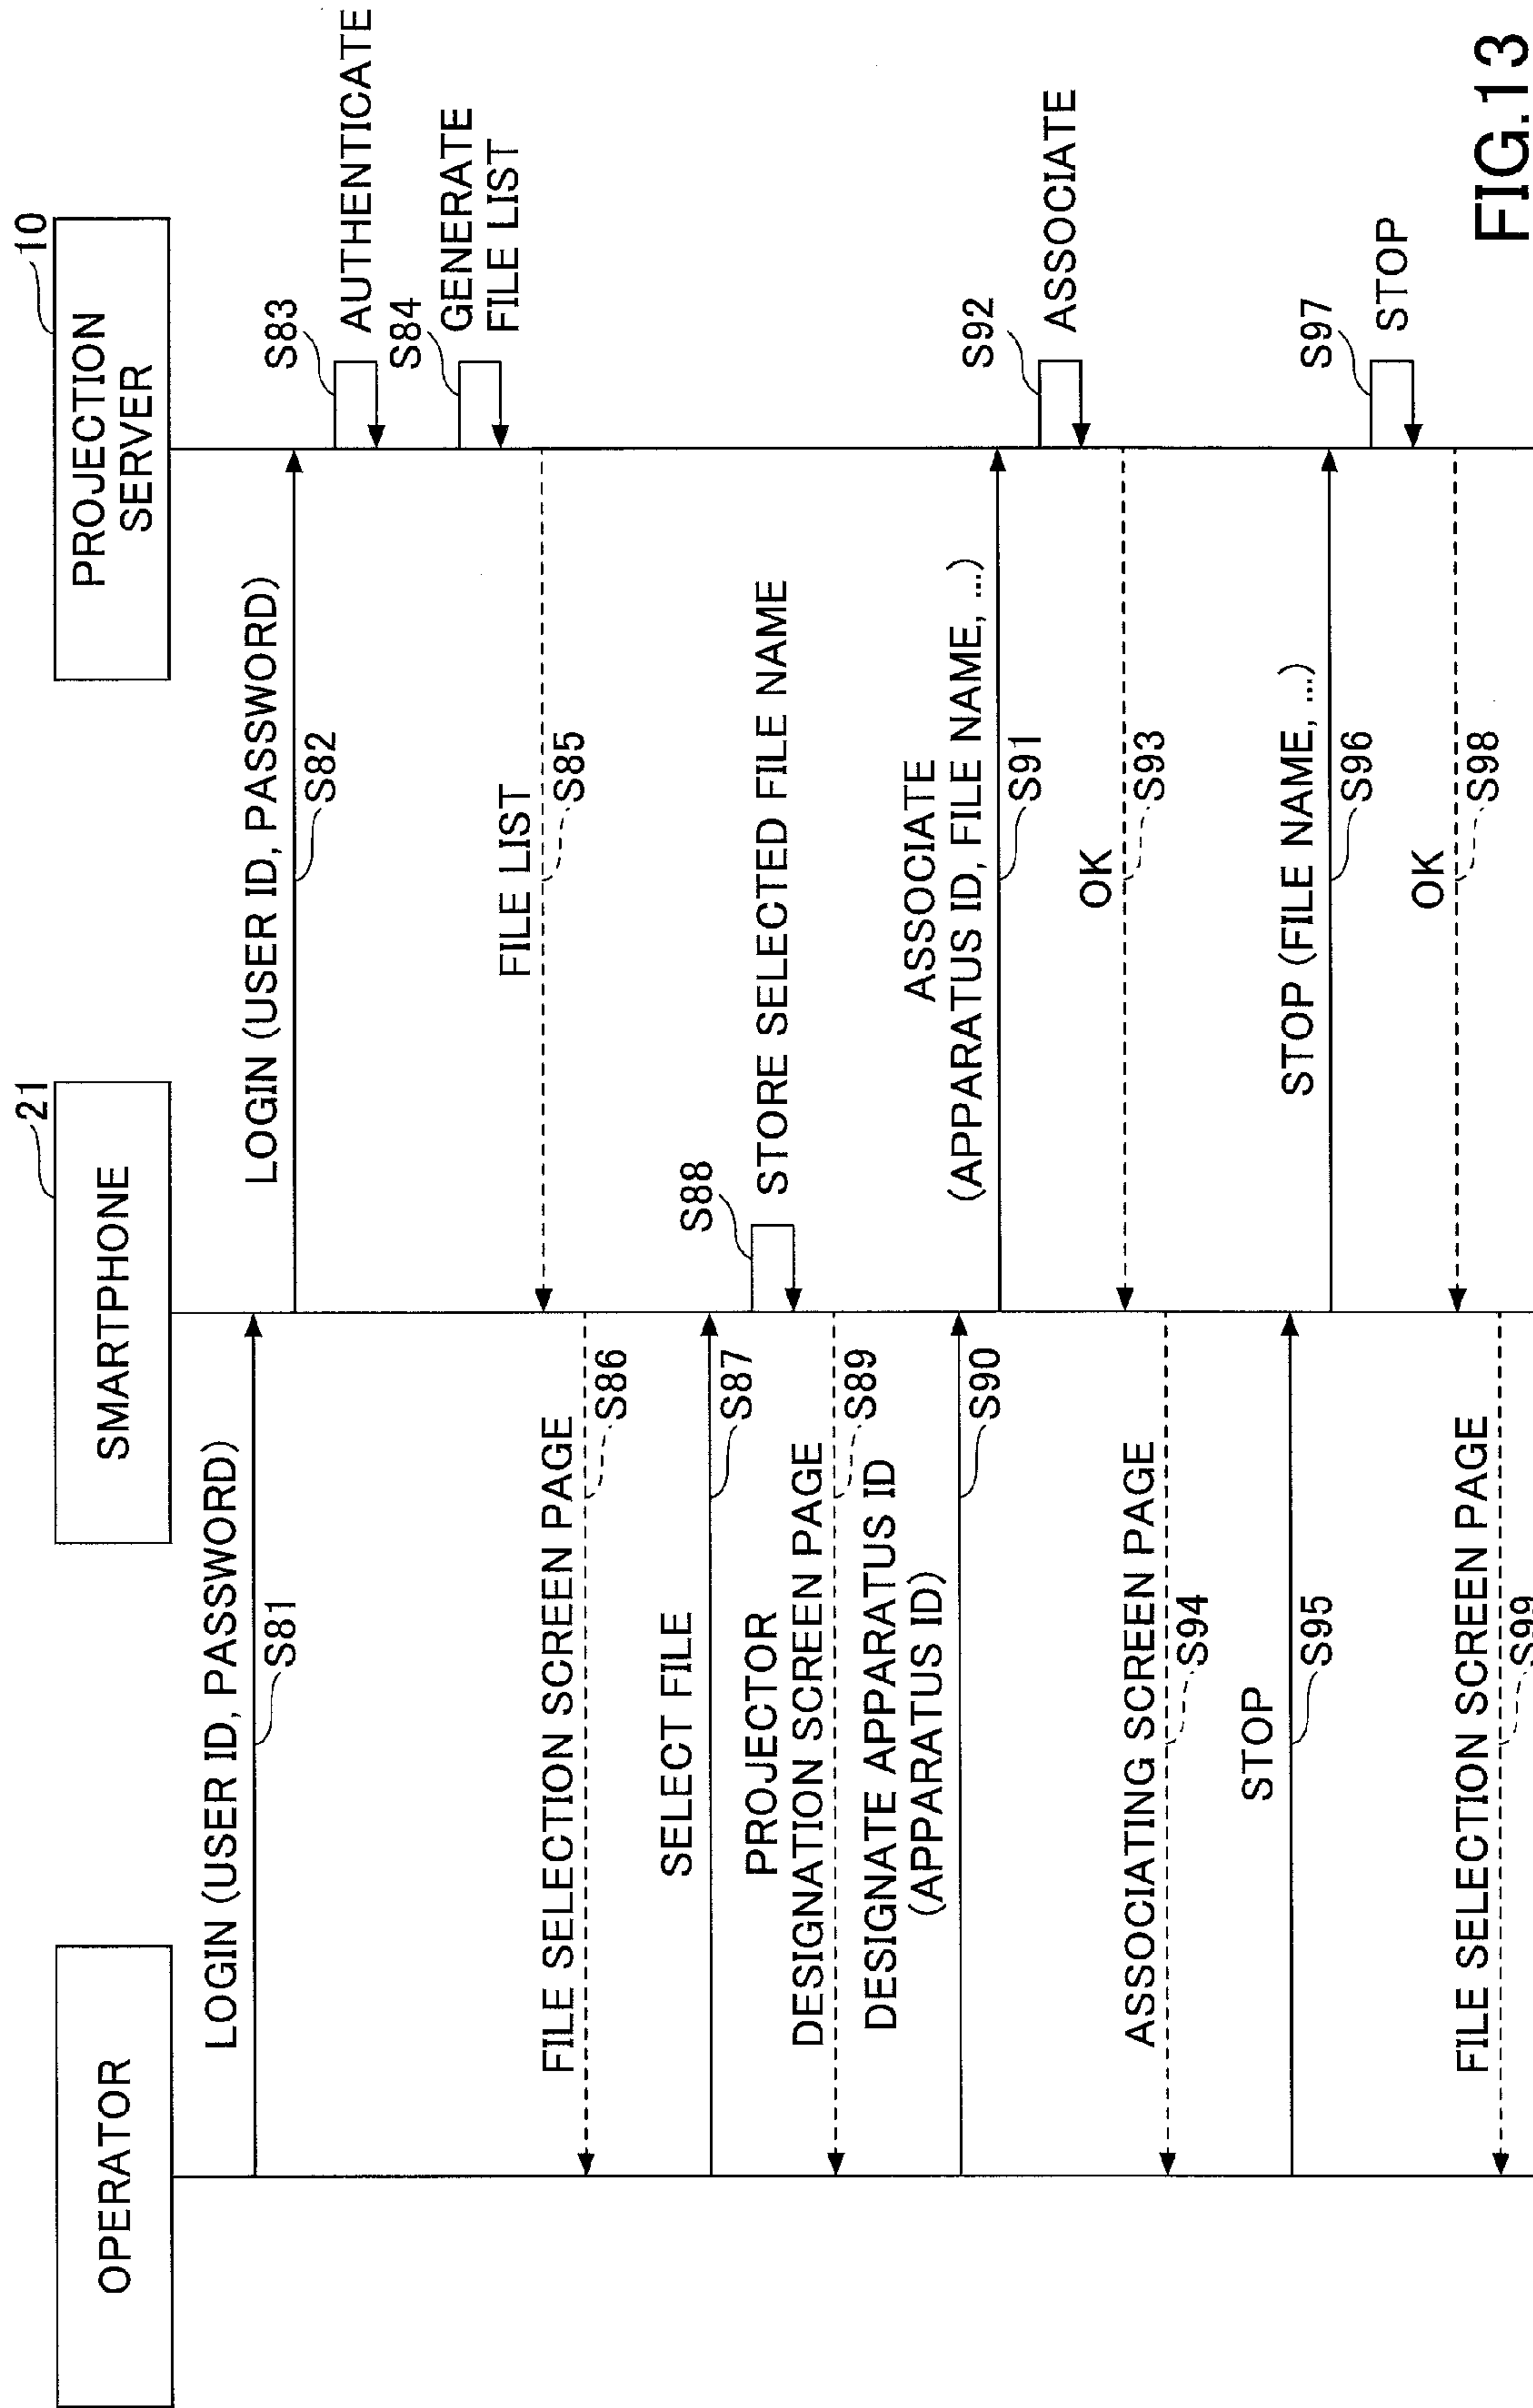 OPERATOR
SMARTPHONE
21
PROJECTION
SERVER
10
LOGIN (USER ID, PASSWORD)
S81
LOGIN (USER ID, PASSWORD)
S82
S83
AUTHENTICATE
S84
GENERATE
FILE LIST
FILE LIST
S85
FILE SELECTION SCREEN PAGE
S86
SELECT FILE
S87
S88
STORE SELECTED FILE NAME
PROJECTOR
DESIGNATION SCREEN PAGE
S89
DESIGNATE APPARATUS ID
(APPARATUS ID)
S90
ASSOCIATE
(APPARATUS ID, FILE NAME, ...)
S91
S92
ASSOCIATE
OK
S93
ASSOCIATING SCREEN PAGE
S94
STOP
S95
STOP (FILE NAME, ...)
S96
S97
STOP
OK
S98
FILE SELECTION SCREEN PAGE
S99
FIG.13